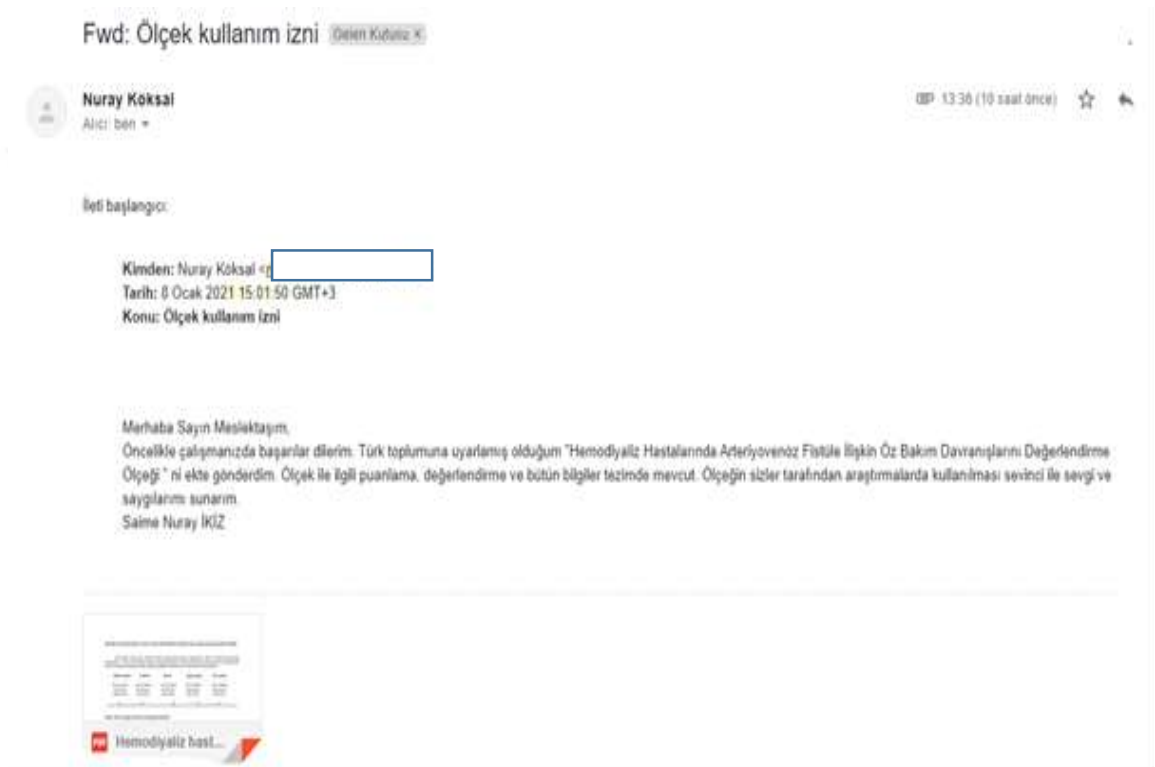 Fwd: Ölçek kullanım izni Gelen Kutusu ×
Nuray Köksal
13:36 (10 saat önce)
Alıcı: ben
İleti başlangıcı:
Kimden: Nuray Köksal <
Tarih: 8 Ocak 2021 15:01:50 GMT+3
Konu: Ölçek kullanım izni
Merhaba Sayın Meslektaşım,
Öncelikle çalışmanızda başarılar dilerim. Türk toplumuna uyarlamış olduğum "Hemodiyaliz Hastalarında Arteriyovenöz Fistüle İlişkin Öz Bakım Davranışlarını Değerlendirme
Ölçeği " ni ekte gönderdim. Ölçek ile ilgili puanlama, değerlendirme ve bütün bilgiler tezimde mevcut. Ölçeğin sizler tarafından araştırmalarda kullanılması sevinci ile sevgi ve
saygılarımı sunarım.
Saime Nuray İKİZ
PDF Hemodiyaliz hast...